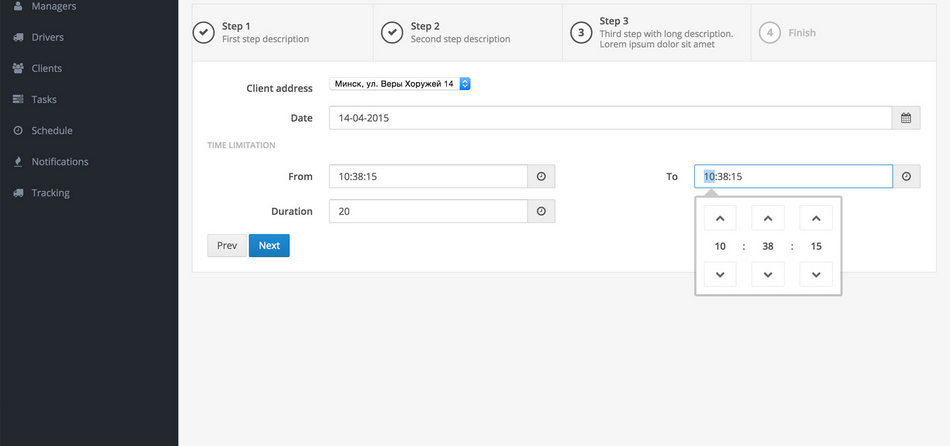 Managers
Drivers
Clients
Tasks
Schedule
Notifications
Tracking
Step 1
First step description
Step 2
Second step description
3
Step 3
Third step with long description.
Lorem ipsum dolor sit amet
4
Finish
Client address
Минск, ул. Веры Хоружей 14
Date
14-04-2015
TIME LIMITATION
From
10:38:15
To
10:38:15
Duration
20
Prev
Next
10 : 38 : 15